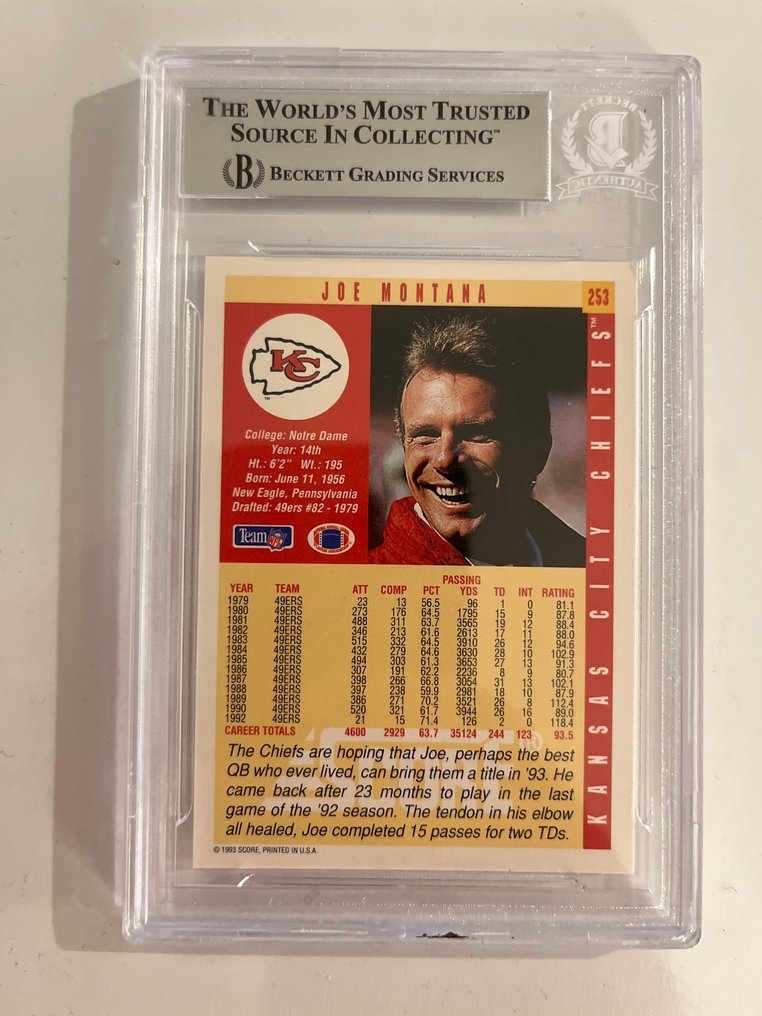 THE WORLD'S MOST TRUSTED
SOURCE IN COLLECTING™
B BECKETT GRADING SERVICES
BECKETT
B
AUTHENTIC
JOE MONTANA
253
KC
™
College: Notre Dame
Year: 14th
Ht.: 6'2" Wt.: 195
Born: June 11, 1956
New Eagle, Pennsylvania
Drafted: 49ers #82 - 1979
Team NFL
KANSAS CITY CHIEFS™
PASSING
YEAR TEAM ATT COMP PCT YDS TD INT RATING
1979 49ERS 23 13 56.5 96 1 0 81.1
1980 49ERS 273 176 64.5 1795 15 9 87.8
1981 49ERS 488 311 63.7 3565 19 12 88.4
1982 49ERS 346 213 61.6 2613 17 11 88.0
1983 49ERS 515 332 64.5 3910 26 12 94.6
1984 49ERS 432 279 64.6 3630 28 10 102.9
1985 49ERS 494 303 61.3 3653 27 13 91.3
1986 49ERS 307 191 62.2 2236 8 9 80.7
1987 49ERS 398 266 66.8 3054 31 13 102.1
1988 49ERS 397 238 59.9 2981 18 10 87.9
1989 49ERS 386 271 70.2 3521 26 8 112.4
1990 49ERS 520 321 61.7 3944 26 16 89.0
1992 49ERS 21 15 71.4 126 2 0 118.4
CAREER TOTALS 4600 2929 63.7 35124 244 123 93.5
SCORE®
The Chiefs are hoping that Joe, perhaps the best
QB who ever lived, can bring them a title in '93. He
came back after 23 months to play in the last
game of the '92 season. The tendon in his elbow
all healed, Joe completed 15 passes for two TDs.
© 1993 SCORE, PRINTED IN U.S.A.